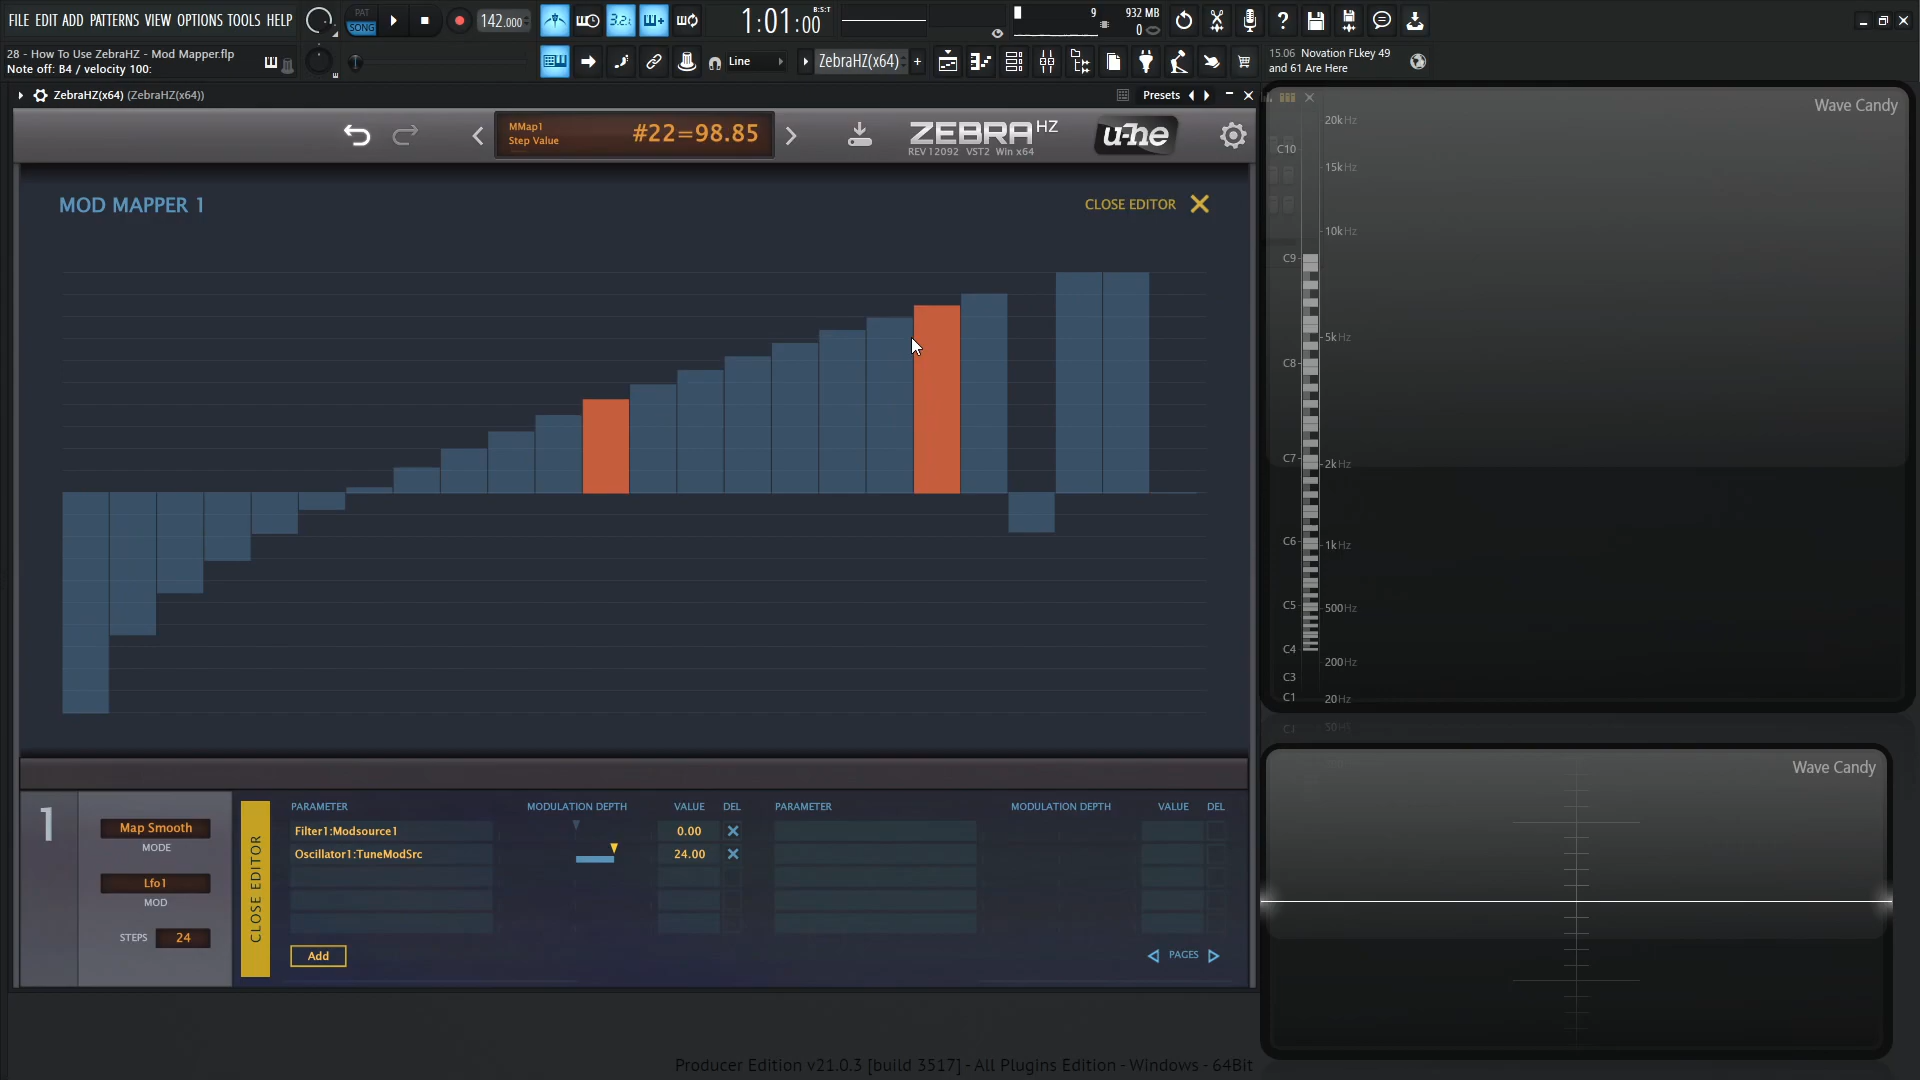 FILE EDIT ADD PATTERNS VIEW OPTIONS TOOLS HELP
PAT
SONG
142.000
3.2.
1:01:00
B:S:T
9
932 MB
0
28 - How To Use ZebraHZ - Mod Mapper.flp
Note off: B4 / velocity 100:
Line
ZebraHZ(x64)
15.06 Novation FLkey 49
and 61 Are Here
ZebraHZ(x64) (ZebraHZ(x64))
Presets
MMap1
Step Value
#22=98.85
ZEBRA HZ
REV 12092 VST2 Win x64
u-he
MOD MAPPER 1
CLOSE EDITOR
1
Map Smooth
MODE
Lfo1
MOD
STEPS 24
CLOSE EDITOR
PARAMETER MODULATION DEPTH VALUE DEL PARAMETER MODULATION DEPTH VALUE DEL
Filter1:Modsource1 0.00
Oscillator1:TuneModSrc 24.00
Add
PAGES
Wave Candy
20kHz
C10
15kHz
10kHz
C9
5kHz
C8
C7
2kHz
C6
1kHz
C5
500Hz
C4
200Hz
C3
C1
20Hz
Wave Candy
Producer Edition v21.0.3 [build 3517] - All Plugins Edition - Windows - 64Bit